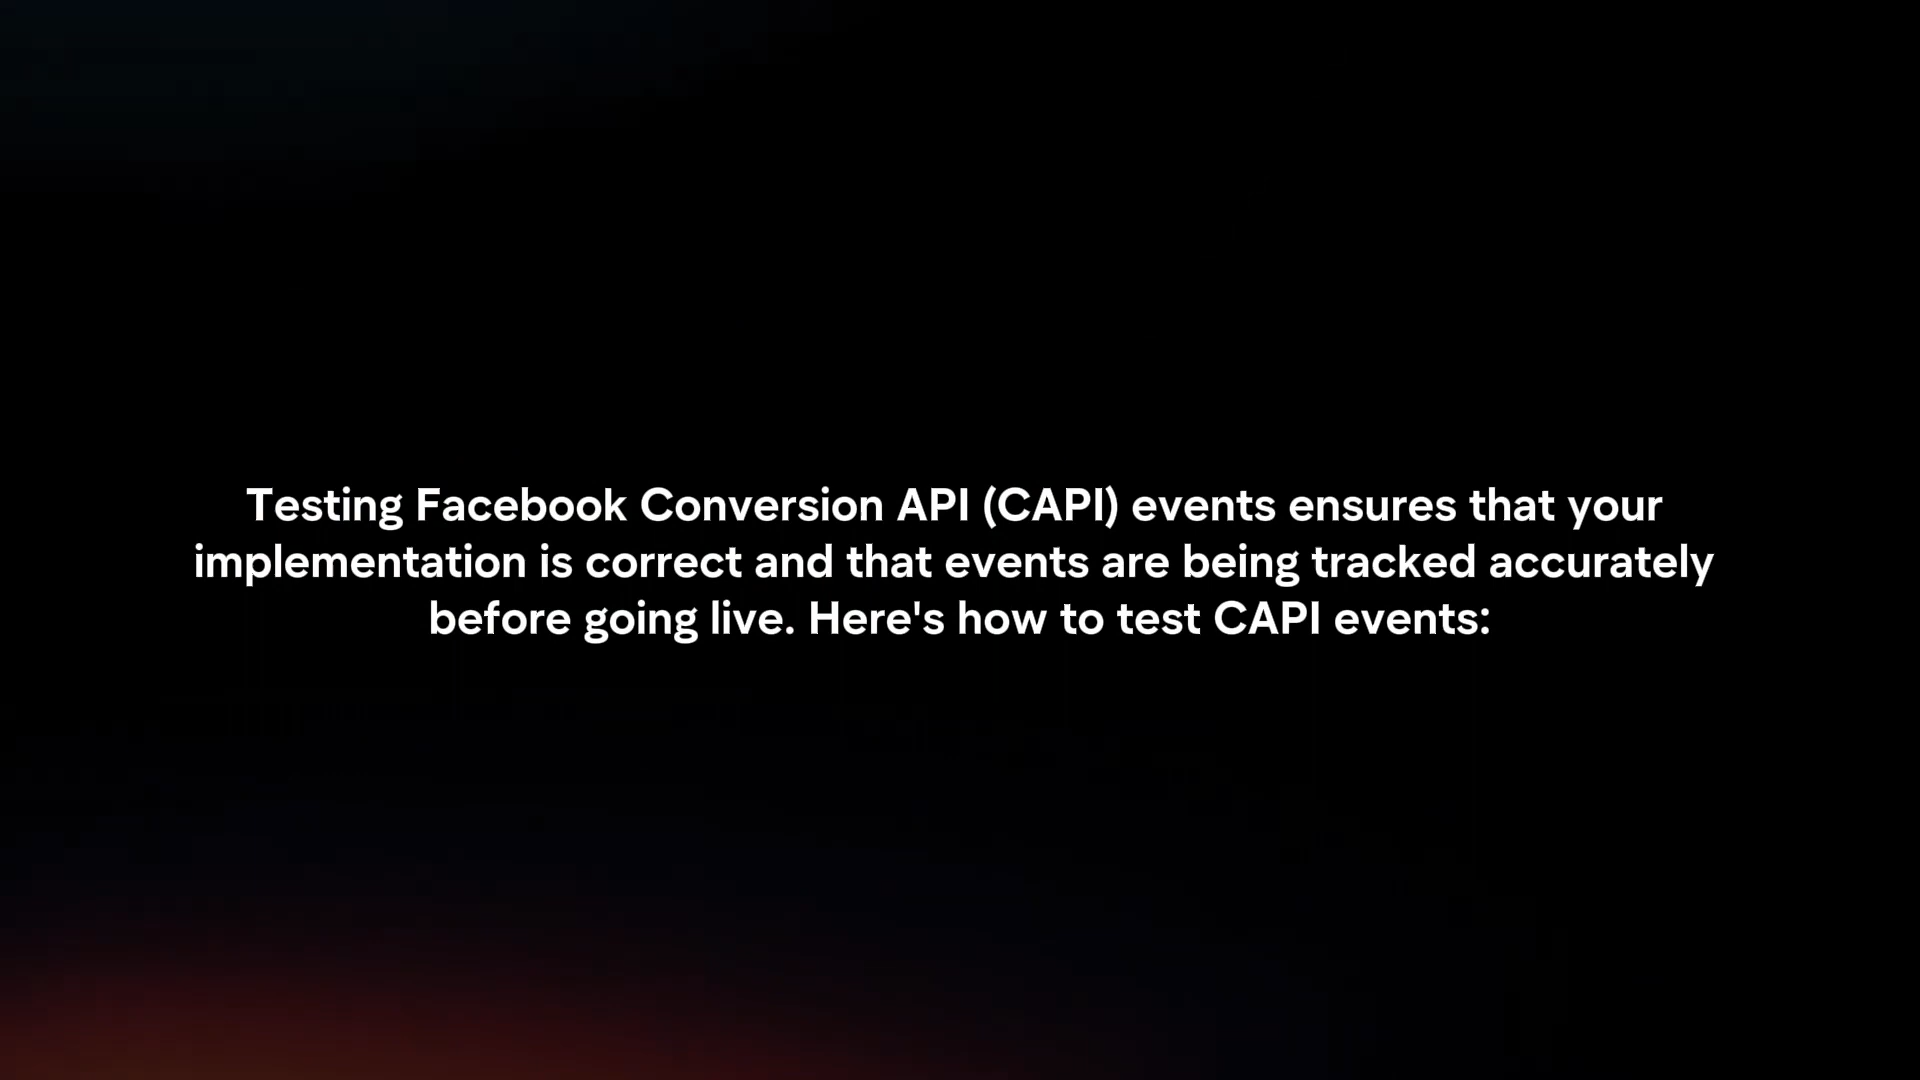 Testing Facebook Conversion API (CAPI) events ensures that your
implementation is correct and that events are being tracked accurately
before going live. Here's how to test CAPI events: